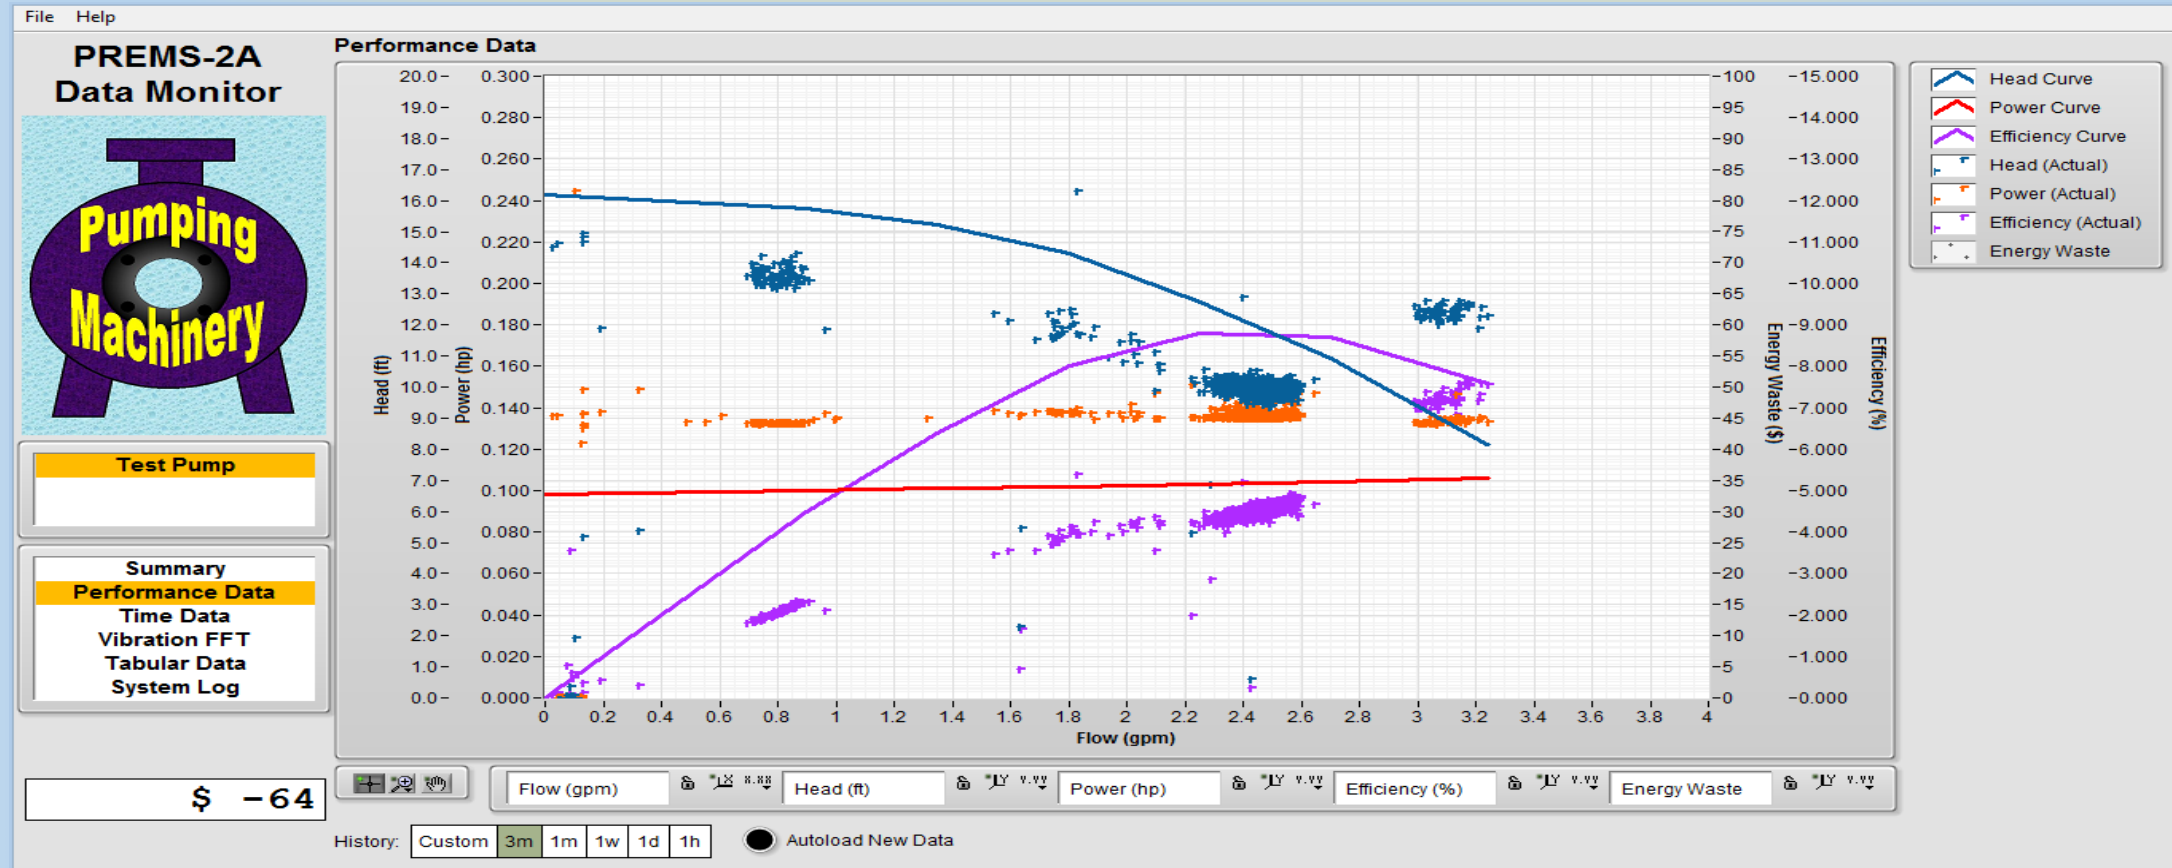 File Help
PREMS-2A
Data Monitor
Pumping
Machinery
Test Pump
Summary
Performance Data
Time Data
Vibration FFT
Tabular Data
System Log
$ -64
Performance Data
Head (ft)
20.0
19.0
18.0
17.0
16.0
15.0
14.0
13.0
12.0
11.0
10.0
9.0
8.0
7.0
6.0
5.0
4.0
3.0
2.0
1.0
0.0
Power (hp)
0.300
0.280
0.260
0.240
0.220
0.200
0.180
0.160
0.140
0.120
0.100
0.080
0.060
0.040
0.020
0.000
0 0.2 0.4 0.6 0.8 1 1.2 1.4 1.6 1.8 2 2.2 2.4 2.6 2.8 3 3.2 3.4 3.6 3.8 4
Flow (gpm)
100
95
90
85
80
75
70
65
60
55
50
45
40
35
30
25
20
15
10
5
0
Energy Waste ($)
15.000
14.000
13.000
12.000
11.000
10.000
9.000
8.000
7.000
6.000
5.000
4.000
3.000
2.000
1.000
0.000
Efficiency (%)
Head Curve
Power Curve
Efficiency Curve
Head (Actual)
Power (Actual)
Efficiency (Actual)
Energy Waste
Flow (gpm) Head (ft) Power (hp) Efficiency (%) Energy Waste
History: Custom 3m 1m 1w 1d 1h Autoload New Data